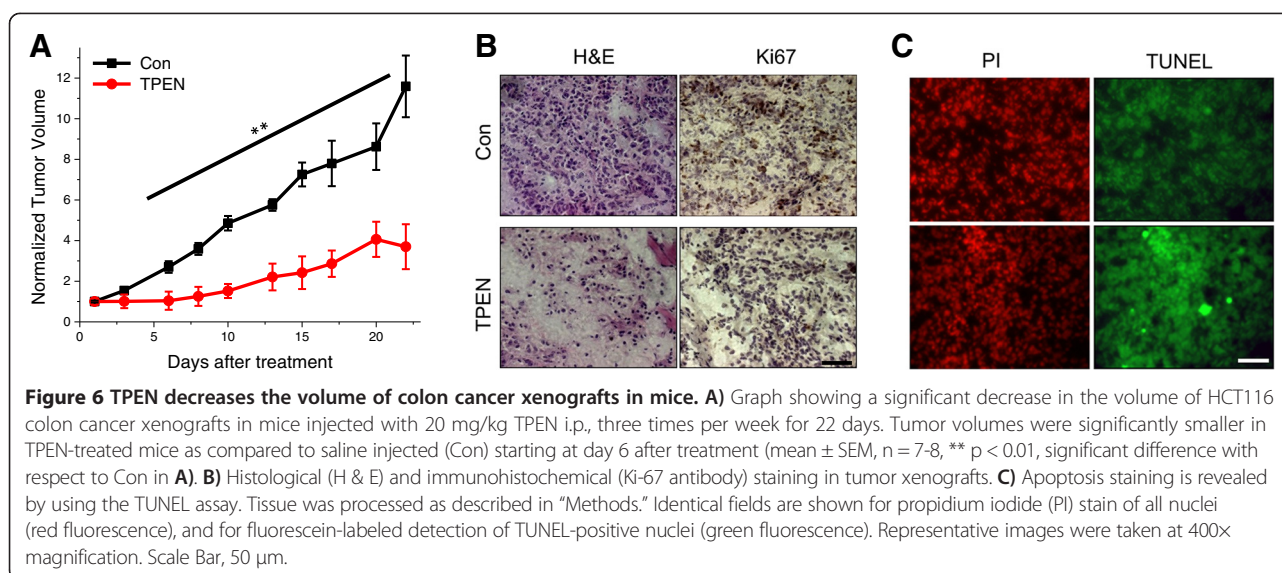 A
Con
TPEN
**
Normalized Tumor Volume
12
10
8
6
4
2
0
0
5
10
15
20
Days after treatment
B
H&E
Ki67
Con
TPEN
C
PI
TUNEL
Figure 6 TPEN decreases the volume of colon cancer xenografts in mice. A) Graph showing a significant decrease in the volume of HCT116
colon cancer xenografts in mice injected with 20 mg/kg TPEN i.p., three times per week for 22 days. Tumor volumes were significantly smaller in
TPEN-treated mice as compared to saline injected (Con) starting at day 6 after treatment (mean ± SEM, n = 7-8, ** p < 0.01, significant difference with
respect to Con in A). B) Histological (H & E) and immunohistochemical (Ki-67 antibody) staining in tumor xenografts. C) Apoptosis staining is revealed
by using the TUNEL assay. Tissue was processed as described in “Methods.” Identical fields are shown for propidium iodide (PI) stain of all nuclei
(red fluorescence), and for fluorescein-labeled detection of TUNEL-positive nuclei (green fluorescence). Representative images were taken at 400×
magnification. Scale Bar, 50 μm.